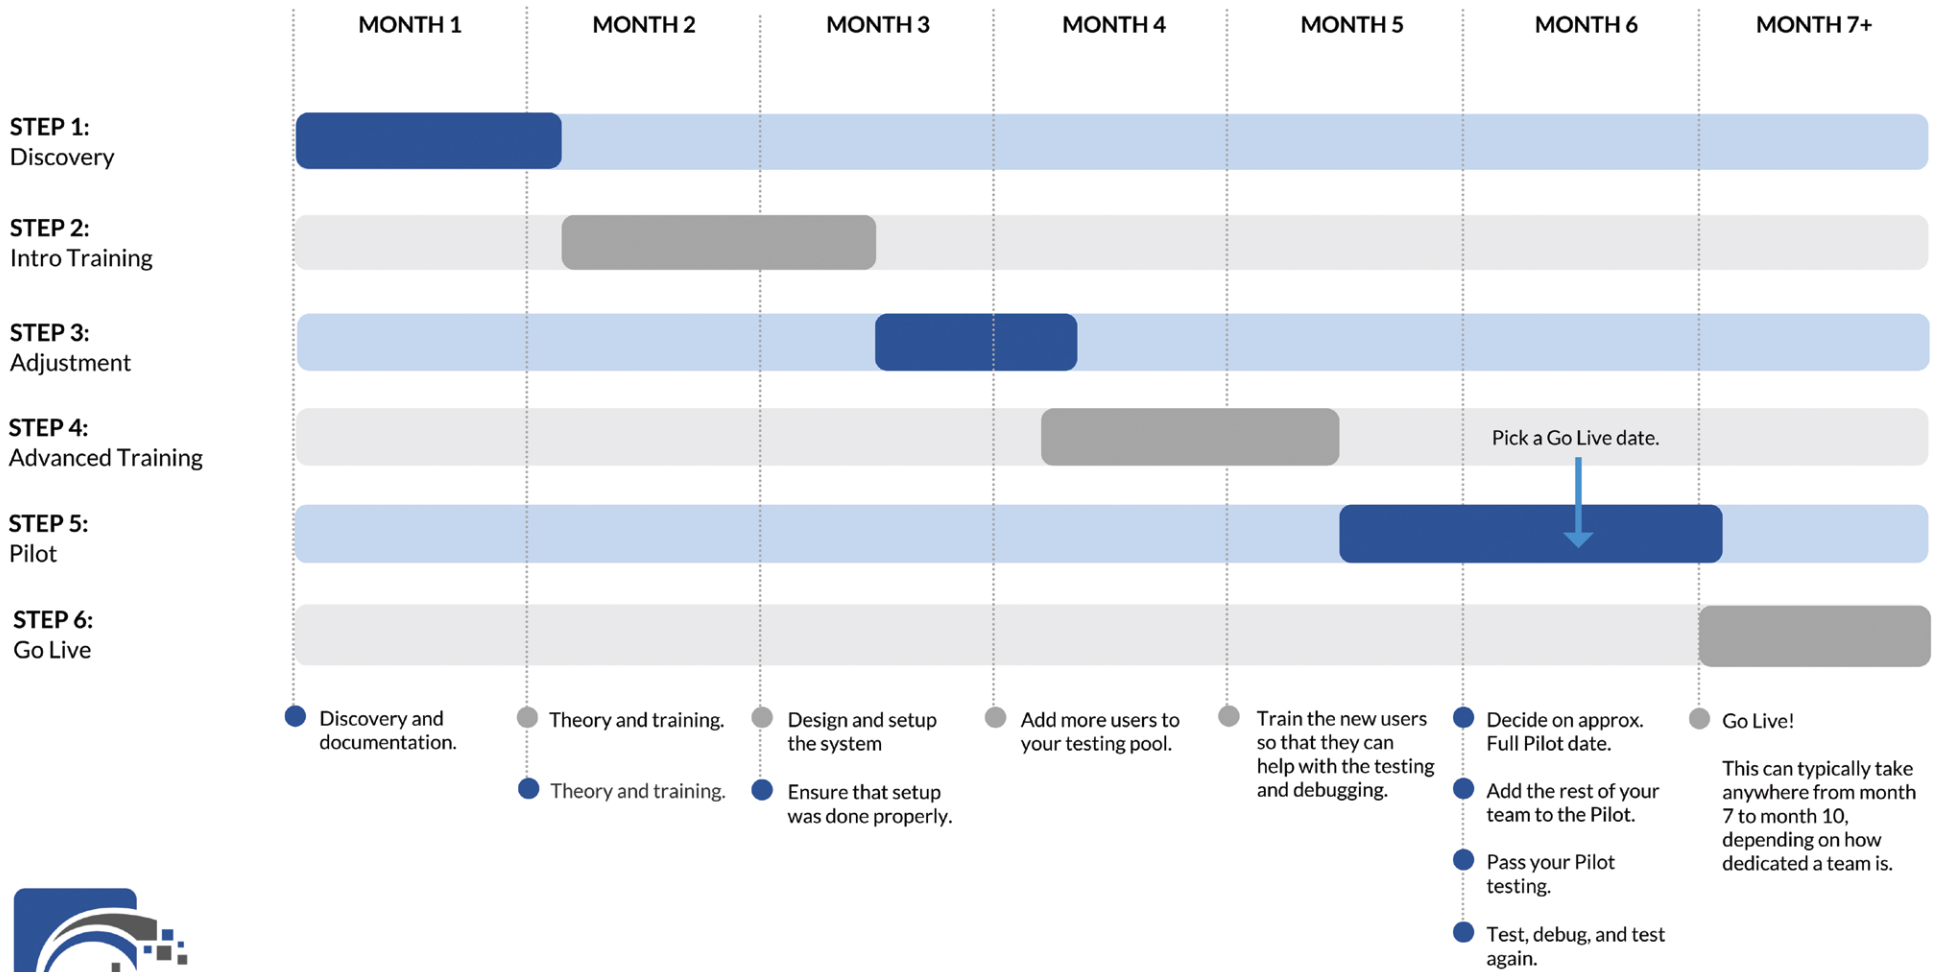 MONTH 1
MONTH 2
MONTH 3
MONTH 4
MONTH 5
MONTH 6
MONTH 7+
STEP 1:
Discovery
STEP 2:
Intro Training
STEP 3:
Adjustment
STEP 4:
Advanced Training
Pick a Go Live date.
STEP 5:
Pilot
STEP 6:
Go Live
Discovery and
documentation.
Theory and training.
Theory and training.
Design and setup
the system
Ensure that setup
was done properly.
Add more users to
your testing pool.
Train the new users
so that they can
help with the testing
and debugging.
Decide on approx.
Full Pilot date.
Add the rest of your
team to the Pilot.
Pass your Pilot
testing.
Test, debug, and test
again.
Go Live!
This can typically take
anywhere from month
7 to month 10,
depending on how
dedicated a team is.